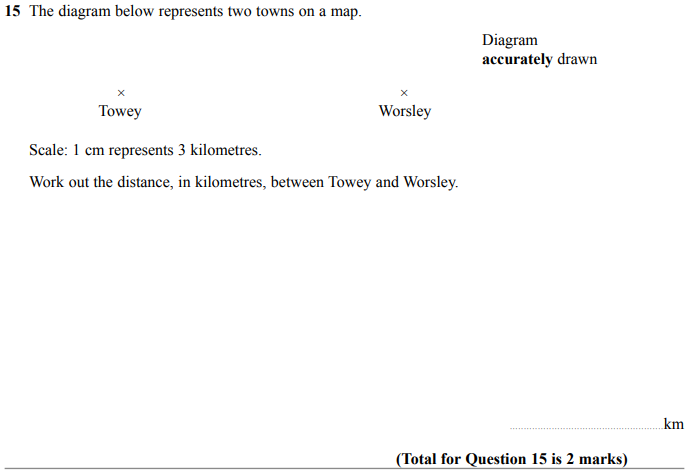 15 The diagram below represents two towns on a map.
Diagram
accurately drawn
× ×
Towey Worsley
Scale: 1 cm represents 3 kilometres.
Work out the distance, in kilometres, between Towey and Worsley.
..............................................................km
(Total for Question 15 is 2 marks)